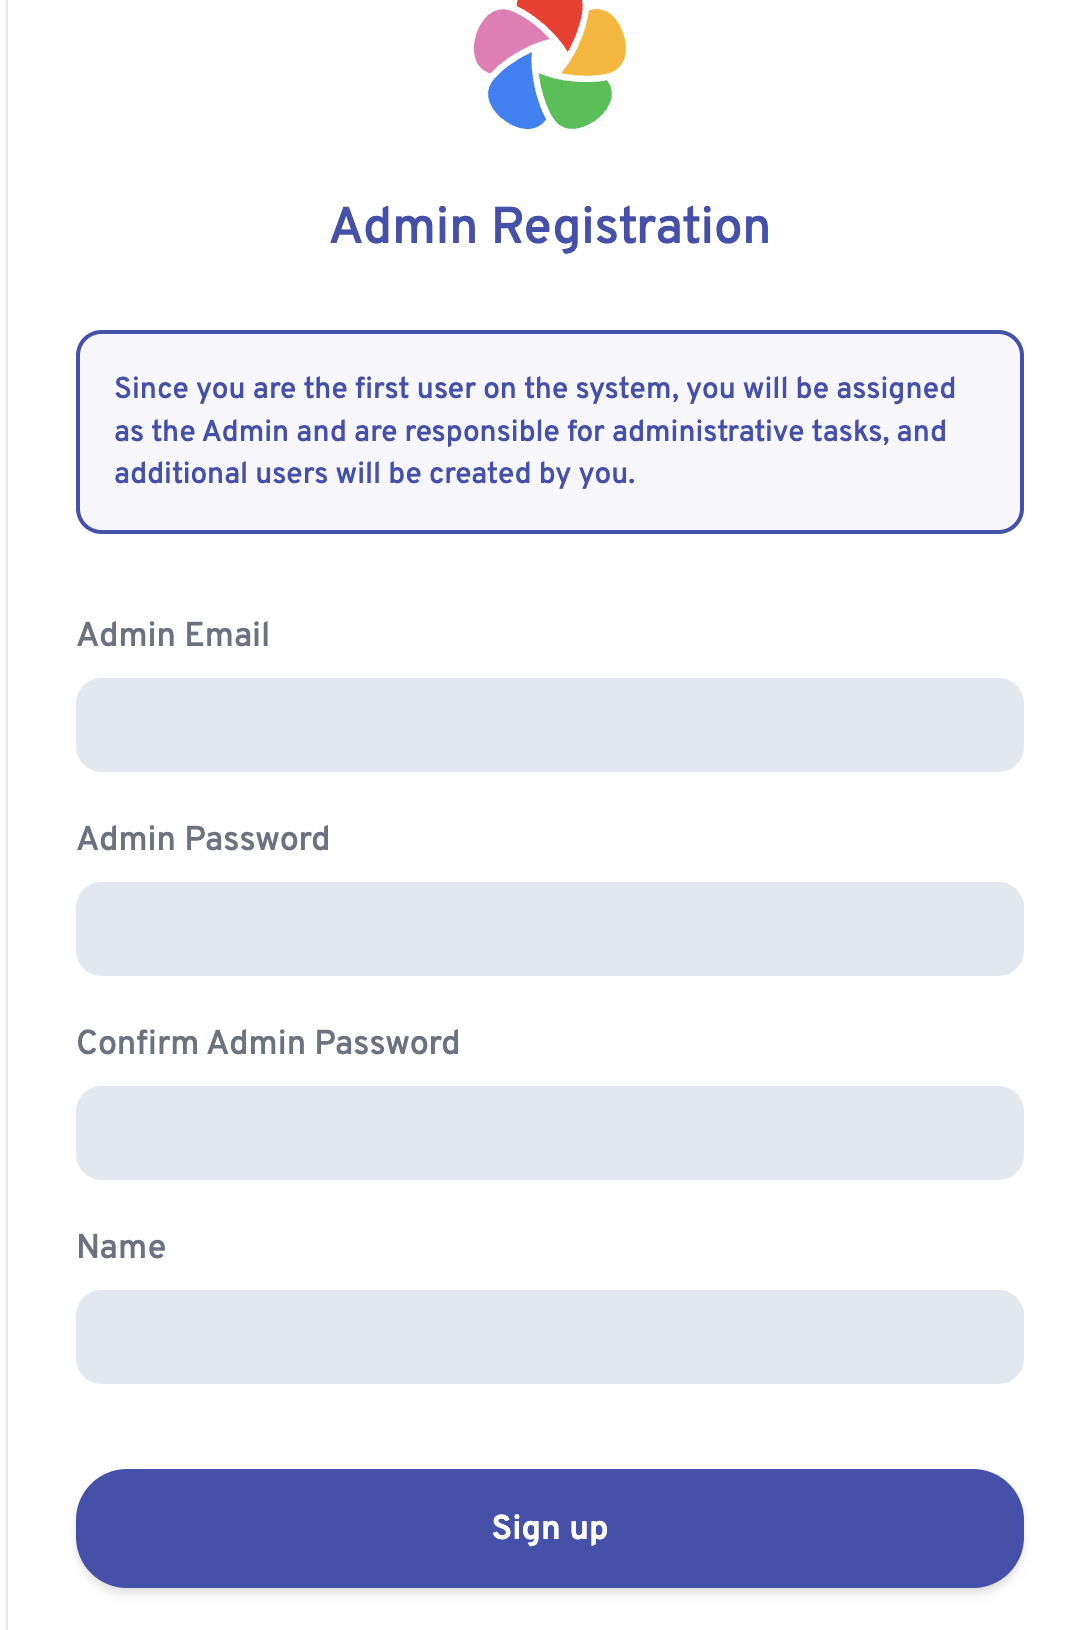 Admin Registration
Since you are the first user on the system, you will be assigned
as the Admin and are responsible for administrative tasks, and
additional users will be created by you.
Admin Email
Admin Password
Confirm Admin Password
Name
Sign up